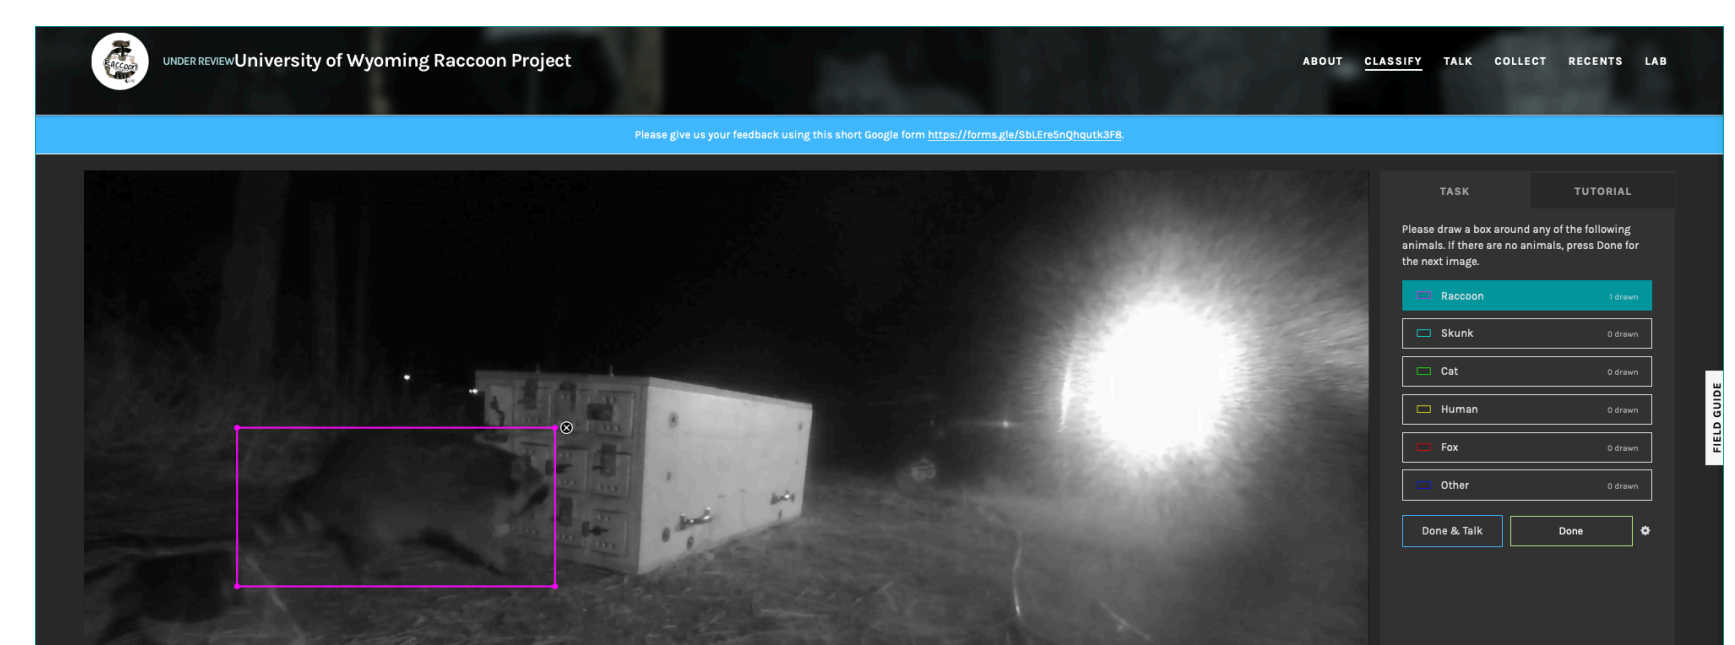 Raccoon
UNDER REVIEW University of Wyoming Raccoon Project
ABOUT CLASSIFY TALK COLLECT RECENTS LAB
Please give us your feedback using this short Google form https://forms.gle/SbLEre5nQhqutk3F8.
TASK TUTORIAL
Please draw a box around any of the following
animals. If there are no animals, press Done for
the next image.
Raccoon 1 drawn
Skunk 0 drawn
Cat 0 drawn
Human 0 drawn
Fox 0 drawn
Other 0 drawn
Done & Talk Done
FIELD GUIDE